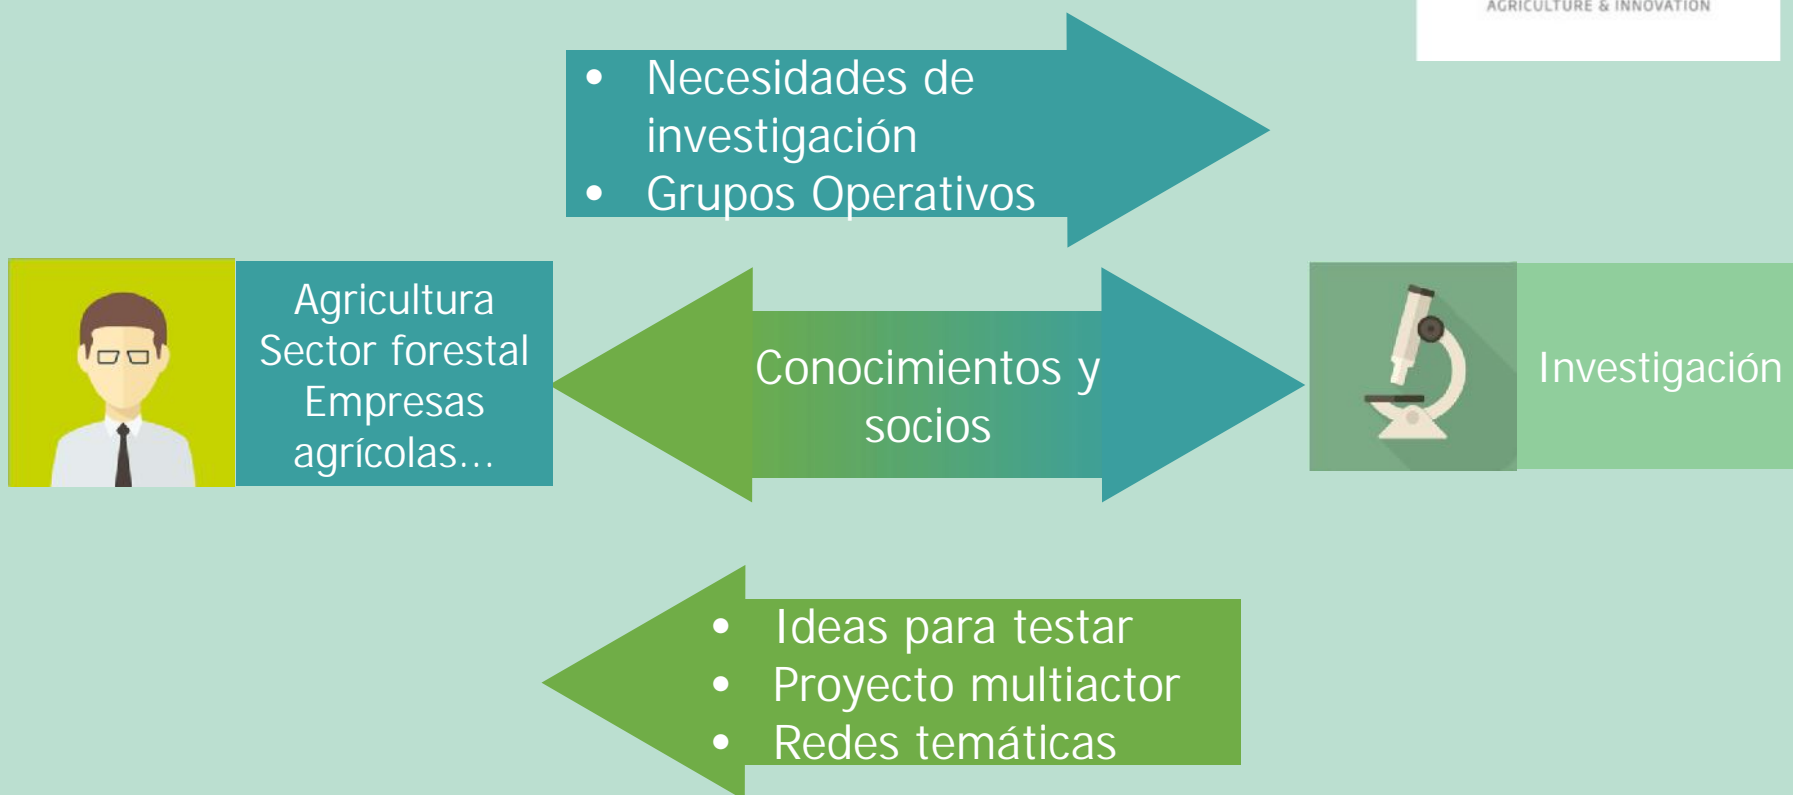 AGRICULTURE & INNOVATION
• Necesidades de
investigación
• Grupos Operativos
Agricultura
Sector forestal
Empresas
agrícolas...
Conocimientos y
socios
Investigación
• Ideas para testar
• Proyecto multiactor
• Redes temáticas